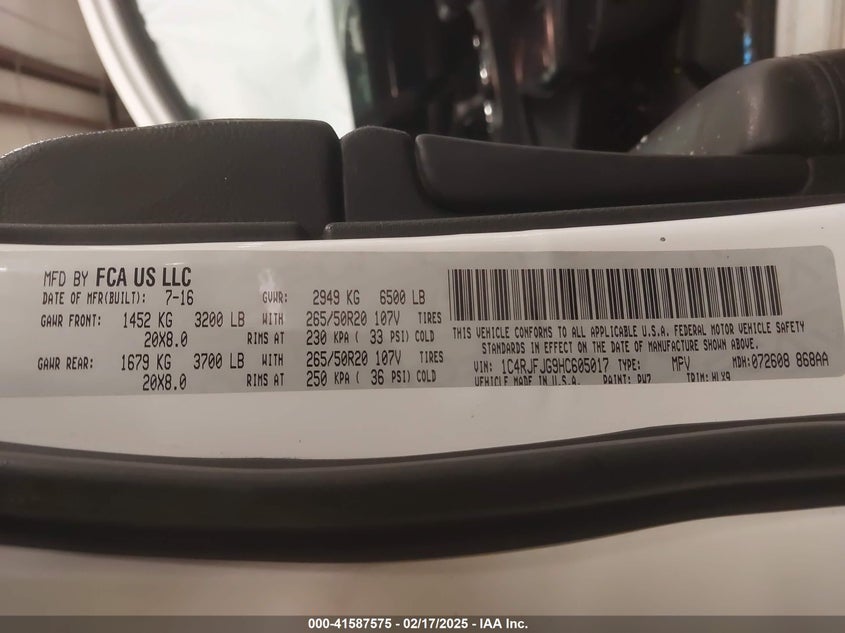 MFD BY FCA US LLC
DATE OF MFR(BUILT): 7-16 GVWR: 2949 KG 6500 LB
GAWR FRONT: 1452 KG 3200 LB WITH 265/50R20 107V TIRES
20X8.0 RIMS AT 230 KPA ( 33 PSI) COLD
GAWR REAR: 1679 KG 3700 LB WITH 265/50R20 107V TIRES
20X8.0 RIMS AT 250 KPA ( 36 PSI) COLD
THIS VEHICLE CONFORMS TO ALL APPLICABLE U.S.A. FEDERAL MOTOR VEHICLE SAFETY
STANDARDS IN EFFECT ON THE DATE OF MANUFACTURE SHOWN ABOVE.
VIN: 1C4RJFJG9HC605017 TYPE: MPV MDH: 072608 868AA
VEHICLE MADE IN U.S.A. PAINT: PW7 TRIM: HLX9
000-41587575 — 02/17/2025 — IAA Inc.